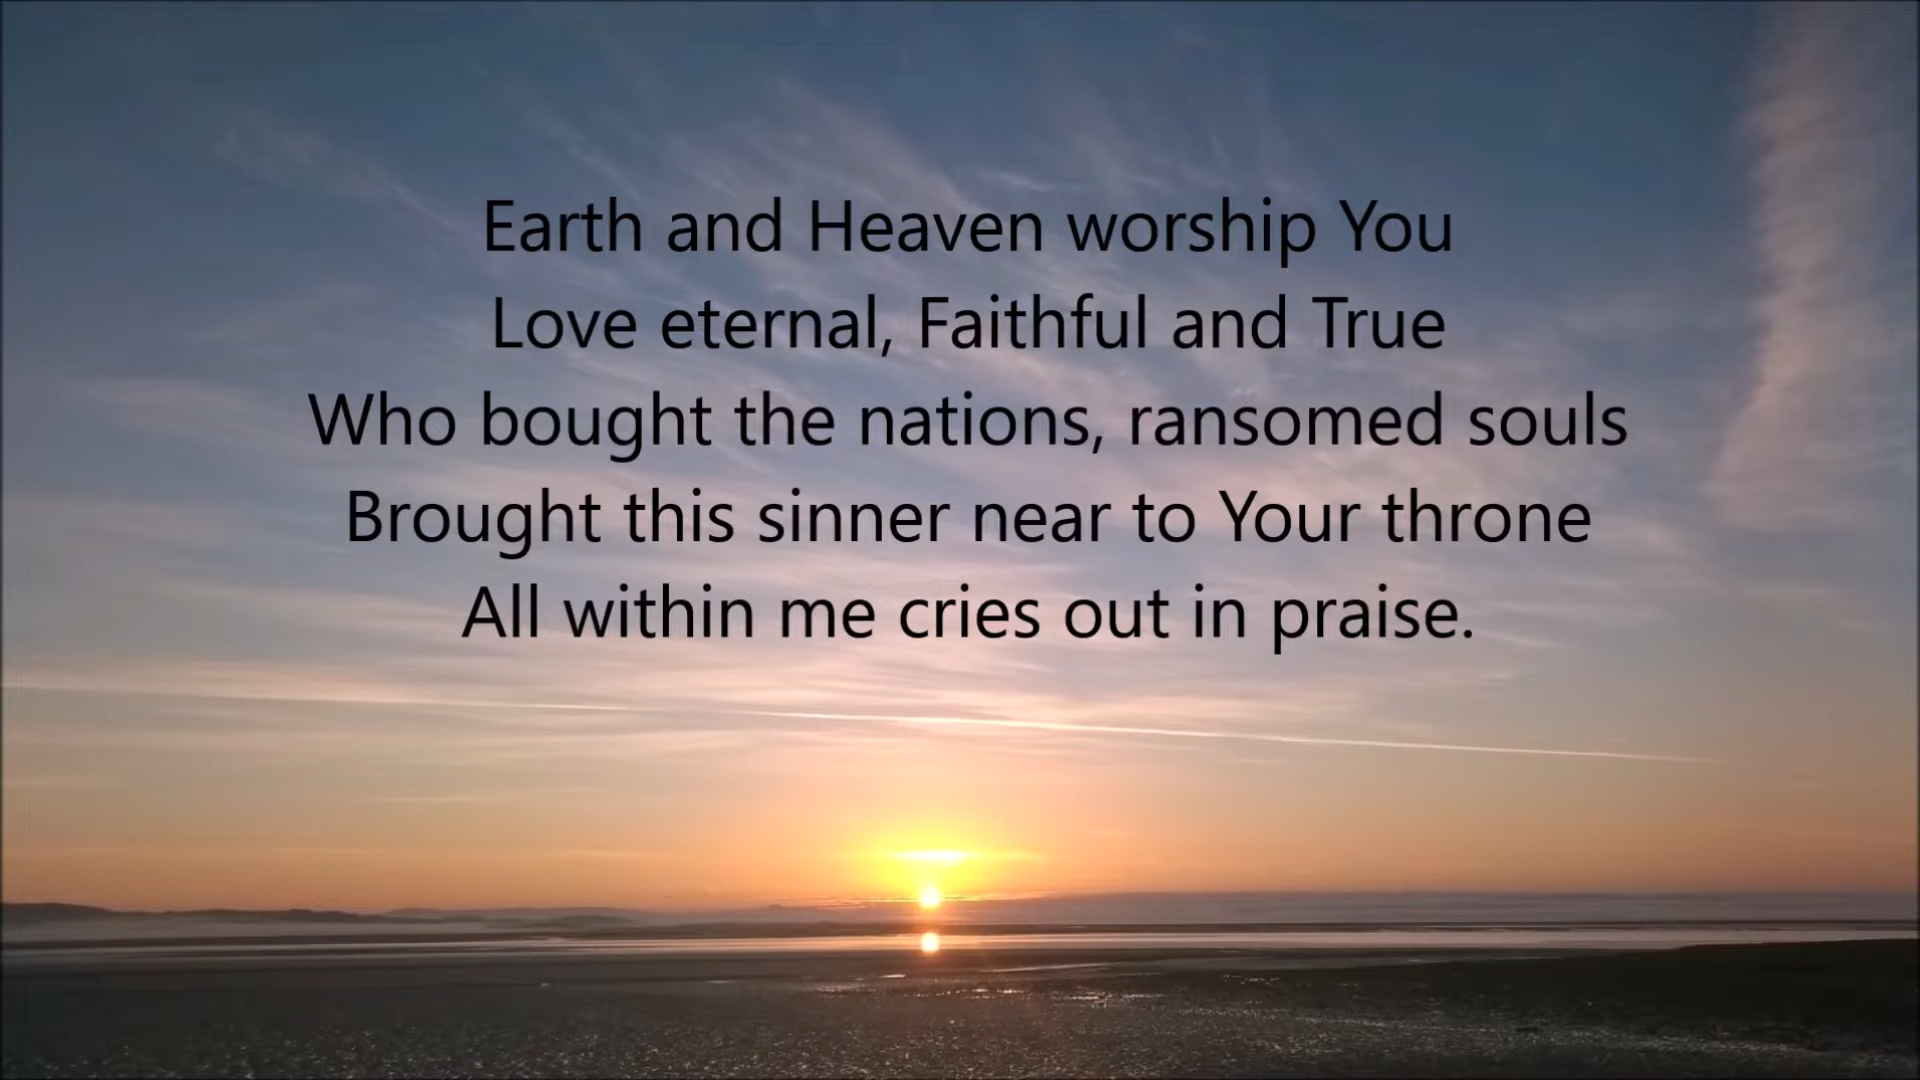 Earth and Heaven worship You
Love eternal, Faithful and True
Who bought the nations, ransomed souls
Brought this sinner near to Your throne
All within me cries out in praise.